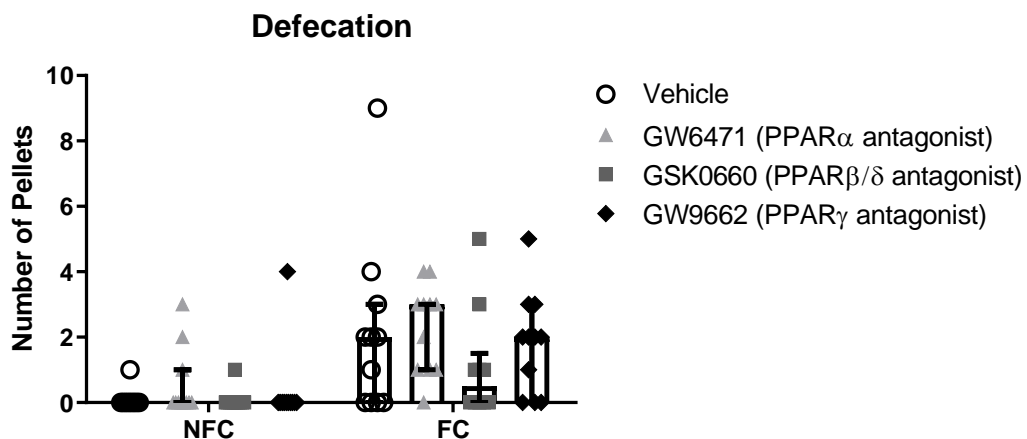 Defecation
Number of Pellets
10
8
6
4
2
0
NFC
FC
Vehicle
GW6471 (PPARα antagonist)
GSK0660 (PPARβ/δ antagonist)
GW9662 (PPARγ antagonist)